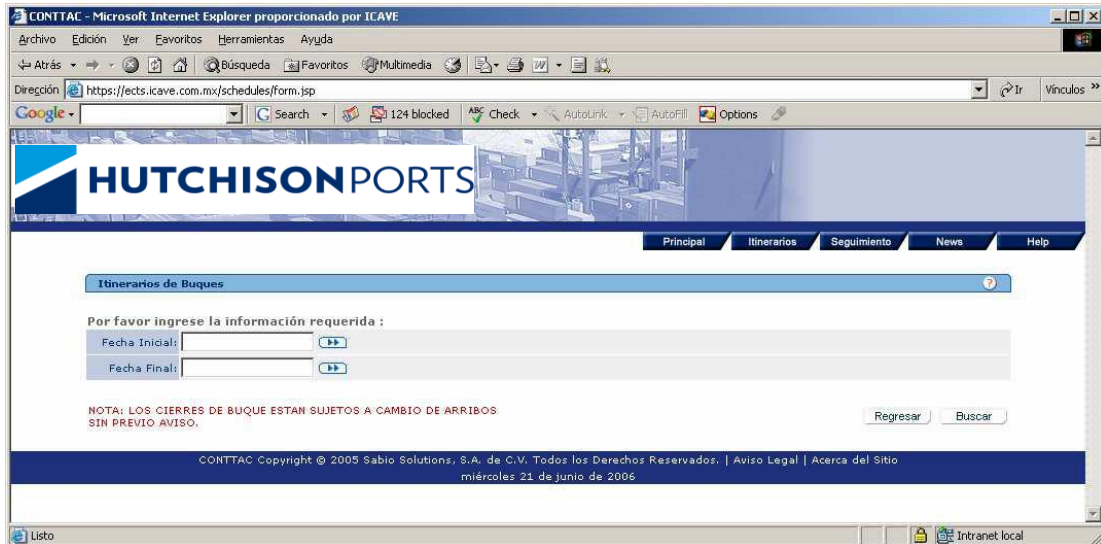 CONTTAC - Microsoft Internet Explorer proporcionado por ICAVE
Archivo Edición Ver Favoritos Herramientas Ayuda
Atrás Búsqueda Favoritos Multimedia
Dirección https://ects.icave.com.mx/schedules/form.jsp Ir Vínculos »
Google Search 124 blocked ABC Check AutoLink AutoFill Options
HUTCHISON PORTS
Principal Itinerarios Seguimiento News Help
Itinerarios de Buques ?
Por favor ingrese la información requerida :
Fecha Inicial:
Fecha Final:
NOTA: LOS CIERRES DE BUQUE ESTAN SUJETOS A CAMBIO DE ARRIBOS
SIN PREVIO AVISO.
Regresar Buscar
CONTTAC Copyright © 2005 Sabio Solutions, S.A. de C.V. Todos los Derechos Reservados. | Aviso Legal | Acerca del Sitio
miércoles 21 de junio de 2006
Listo Intranet local